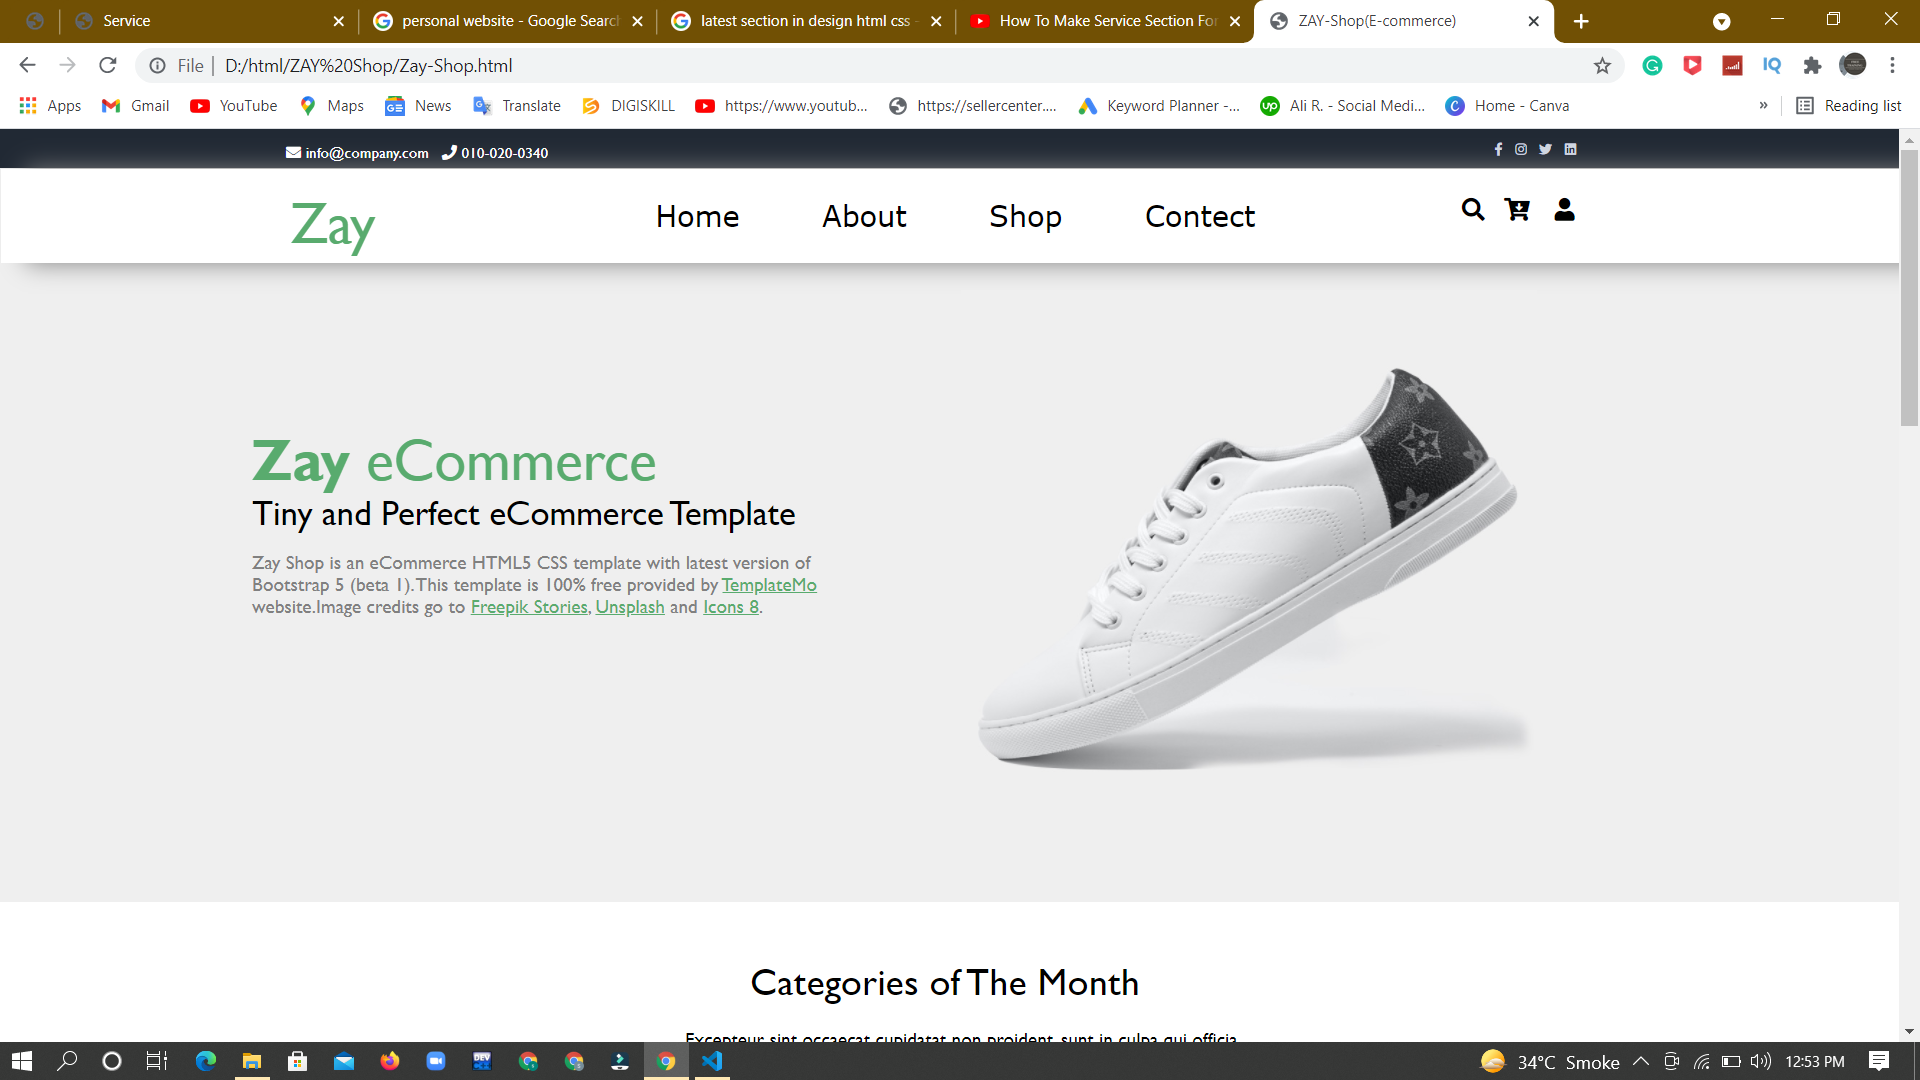 Service
personal website - Google Search
latest section in design html css -
How To Make Service Section For
ZAY-Shop(E-commerce)
File | D:/html/ZAY%20Shop/Zay-Shop.html
Apps Gmail YouTube Maps News Translate DIGISKILL https://www.youtub... https://sellercenter.... Keyword Planner -... Ali R. - Social Medi... Home - Canva » Reading list
info@company.com 010-020-0340
Zay Home About Shop Contect
Zay eCommerce
Tiny and Perfect eCommerce Template
Zay Shop is an eCommerce HTML5 CSS template with latest version of
Bootstrap 5 (beta 1).This template is 100% free provided by TemplateMo
website.Image credits go to Freepik Stories, Unsplash and Icons 8.
Categories of The Month
Excepteur sint occaecat cupidatat non proident, sunt in culpa qui officia
34°C Smoke 12:53 PM